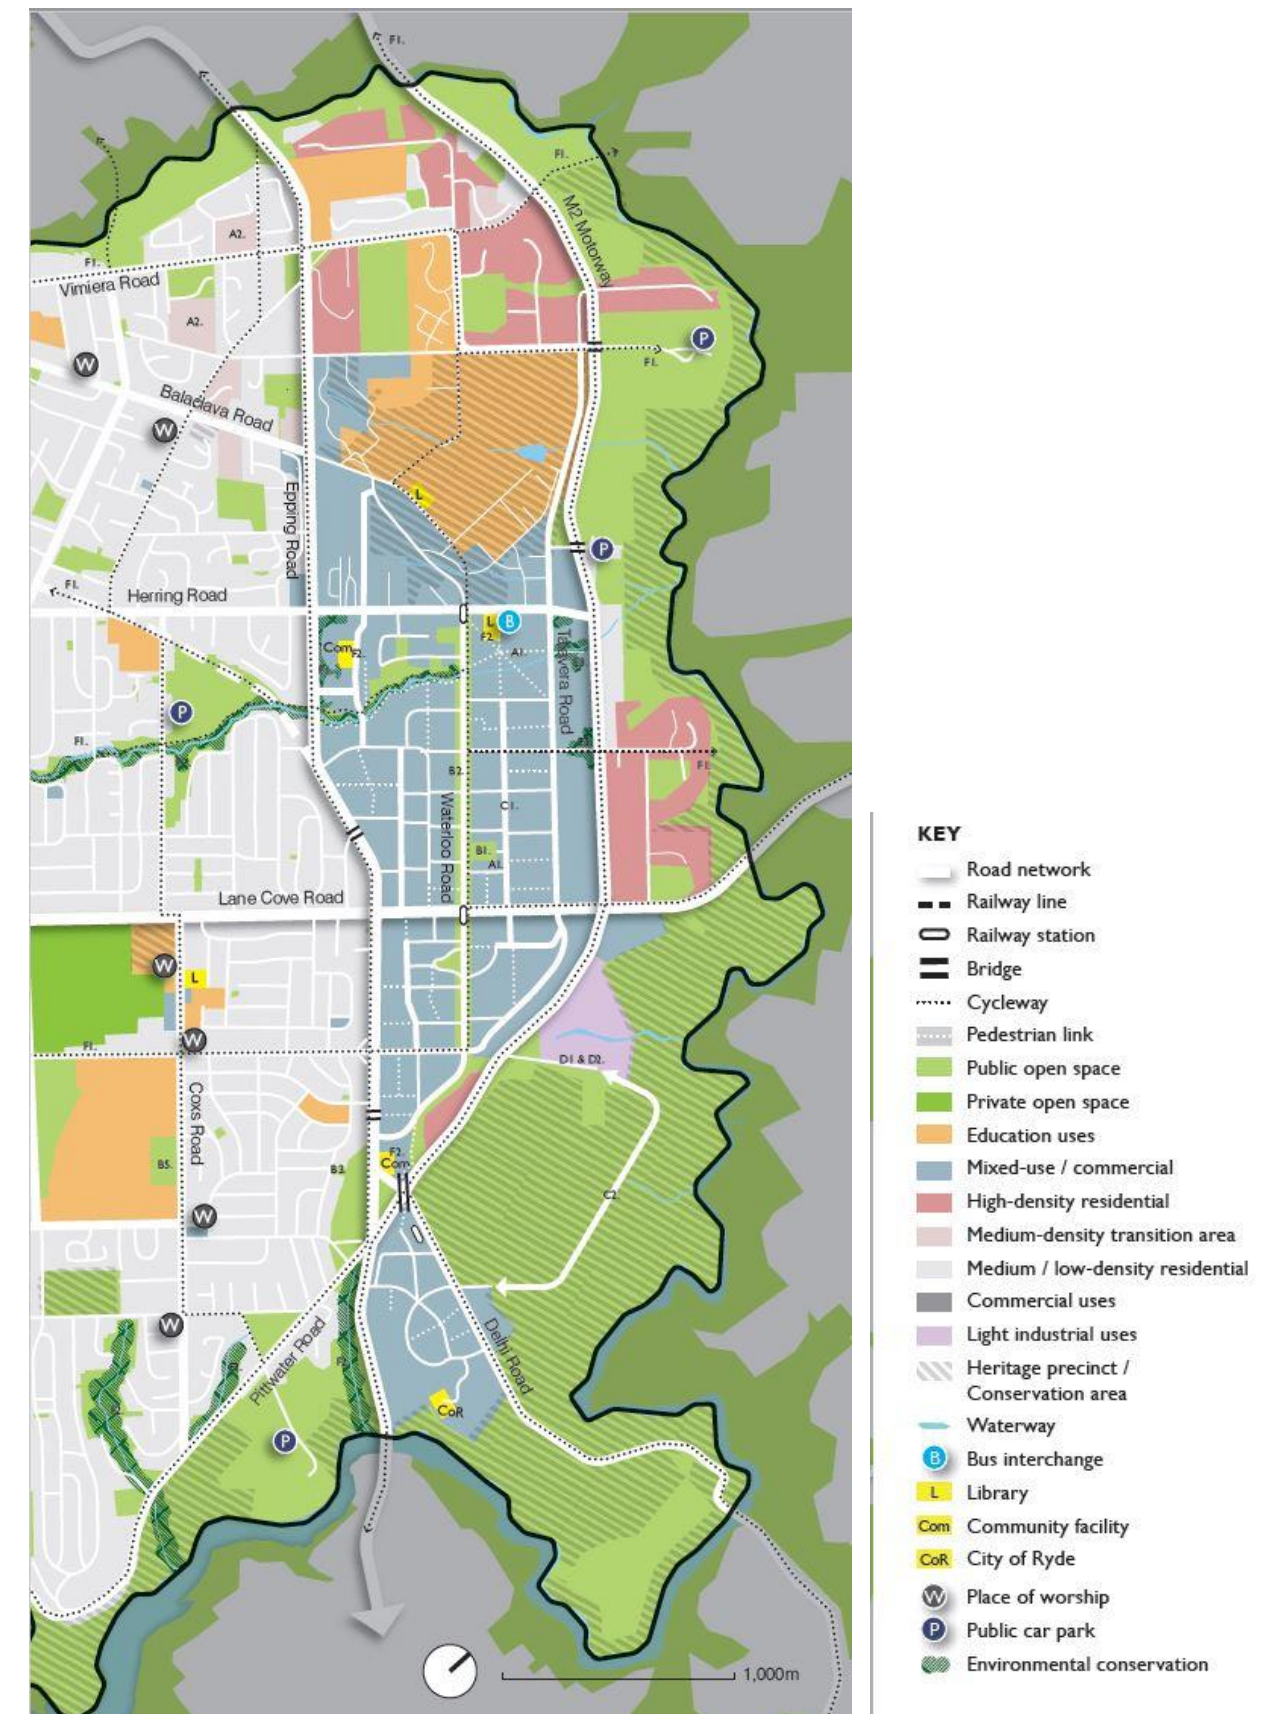 F1.
F1.
A2.
F1.
Vimiera Road
M2 Motorway
A2.
P
W
F1.
Baladava Road
W
L
Epping Road
P
F1.
Herring Road
L
B
F2.
Com
F2.
A1.
Talavera Road
P
F1.
F1.
B2.
C1.
Waterloo Road
B1.
A1.
Lane Cove Road
W
L
W
F1.
D1 & D2.
Coxs Road
B5.
B3.
F2.
Com
C2.
W
W
Pittwater Road
Delhi Road
CoR
P
1,000m
KEY
Road network
Railway line
Railway station
Bridge
Cycleway
Pedestrian link
Public open space
Private open space
Education uses
Mixed-use / commercial
High-density residential
Medium-density transition area
Medium / low-density residential
Commercial uses
Light industrial uses
Heritage precinct /
Conservation area
Waterway
B Bus interchange
L Library
Com Community facility
CoR City of Ryde
W Place of worship
P Public car park
Environmental conservation